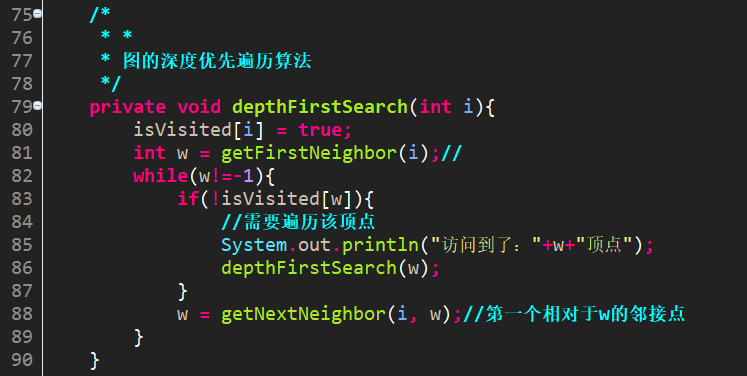 75 /*
76 * *
77 * 图的深度优先遍历算法
78 */
79 private void depthFirstSearch(int i){
80 isVisited[i] = true;
81 int w = getFirstNeighbor(i);//
82 while(w!=-1){
83 if(!isVisited[w]){
84 //需要遍历该顶点
85 System.out.println("访问到了："+w+"顶点");
86 depthFirstSearch(w);
87 }
88 w = getNextNeighbor(i, w);//第一个相对于w的邻接点
89 }
90 }